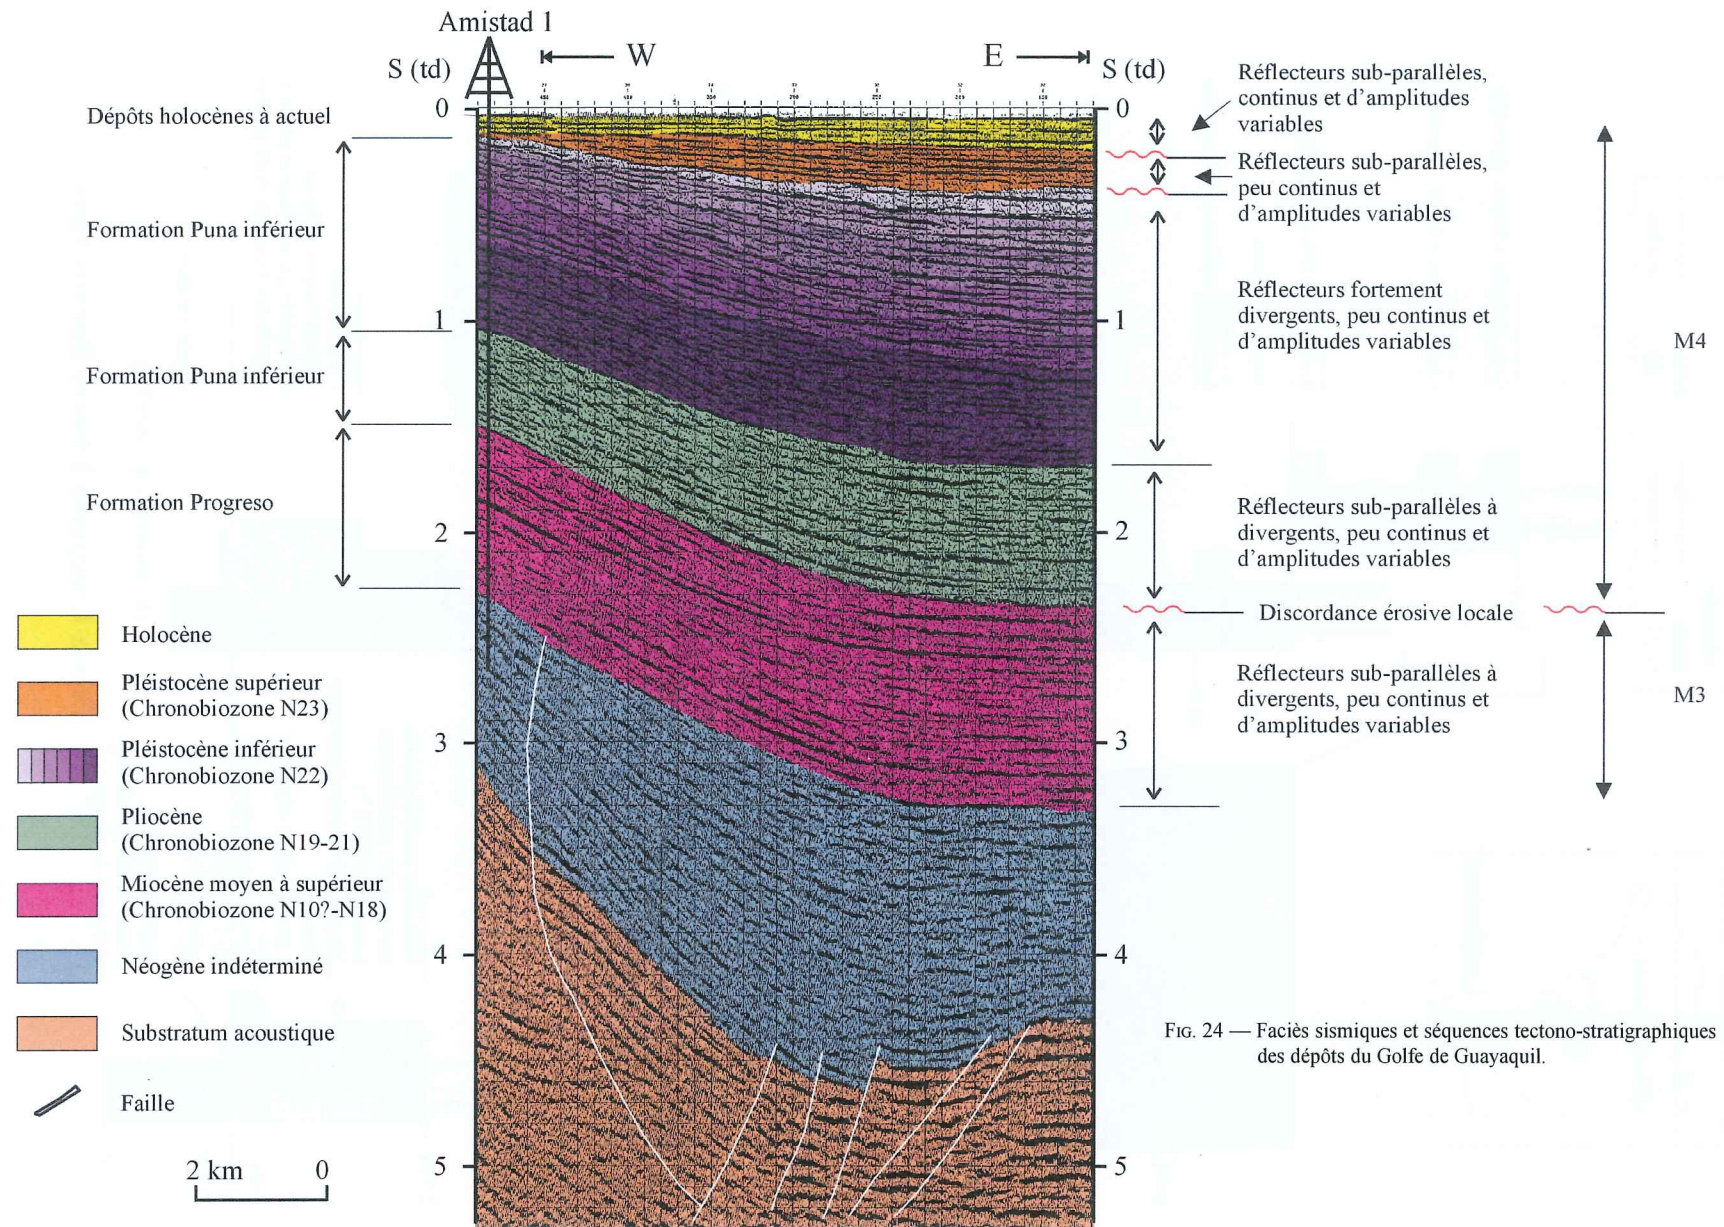 Amistad 1
W
E
S (td)
S (td)
0
1
2
3
4
5
0
1
2
3
4
5
Dépôts holocènes à actuel
Formation Puna inférieur
Formation Puna inférieur
Formation Progreso
Holocène
Pléistocène supérieur
(Chronobiozone N23)
Pléistocène inférieur
(Chronobiozone N22)
Pliocène
(Chronobiozone N19-21)
Miocène moyen à supérieur
(Chronobiozone N10?-N18)
Néogène indéterminé
Substratum acoustique
Faille
2 km 0
Réflecteurs sub-parallèles,
continus et d’amplitudes
variables
Réflecteurs sub-parallèles,
peu continus et
d’amplitudes variables
Réflecteurs fortement
divergents, peu continus et
d’amplitudes variables
Réflecteurs sub-parallèles à
divergents, peu continus et
d’amplitudes variables
Discordance érosive locale
Réflecteurs sub-parallèles à
divergents, peu continus et
d’amplitudes variables
M4
M3
FIG. 24 — Faciès sismiques et séquences tectono-stratigraphiques
des dépôts du Golfe de Guayaquil.